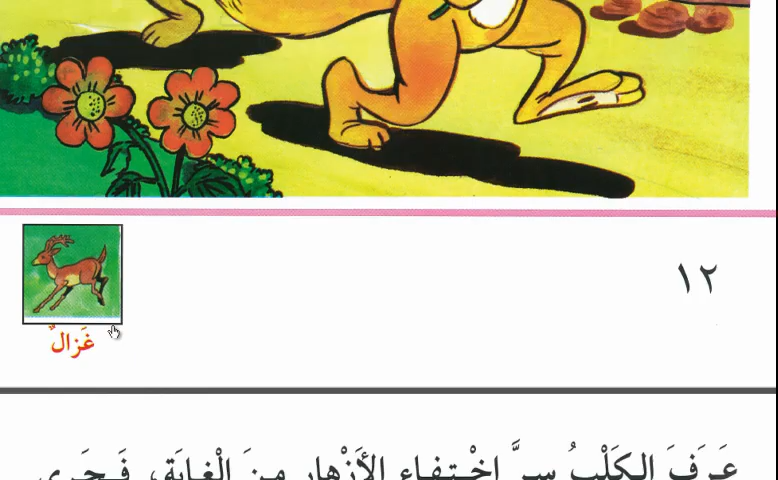 ١٢
غَزالٌ
عَرَفَ الكَلْبُ سِرَّ اخْتِفاءِ الأَزْهارِ مِنَ الْغابَةِ، فَجَرى